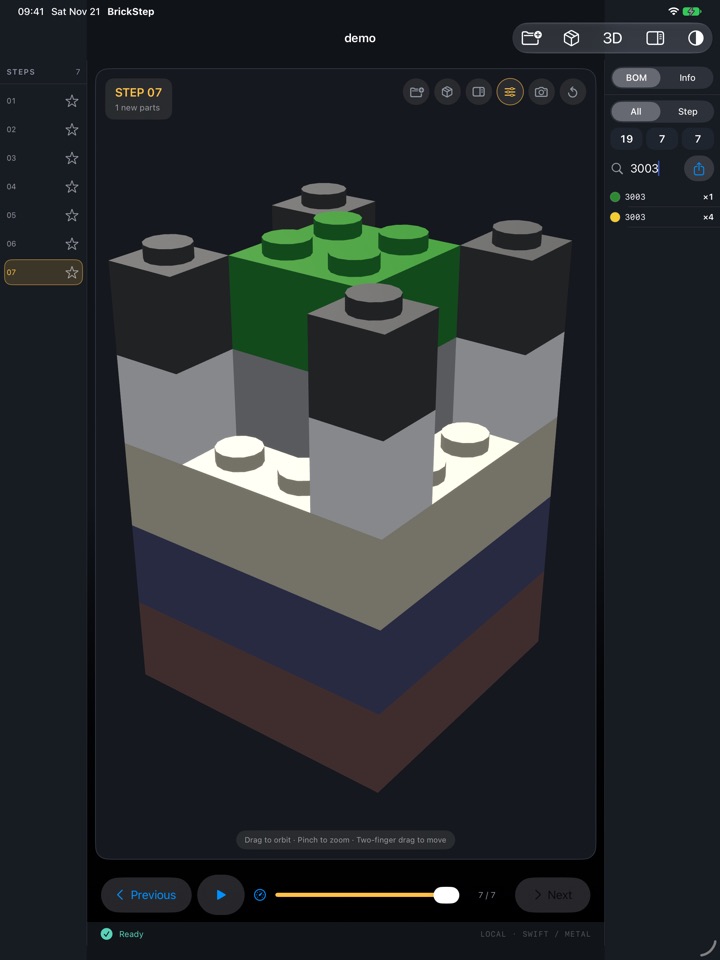 09:41 Sat Nov 21 BrickStep
demo
3D
STEPS 7
01
02
03
04
05
06
07
STEP 07
1 new parts
BOM Info
All Step
19 7 7
3003
3003 ×1
3003 ×4
Drag to orbit · Pinch to zoom · Two-finger drag to move
Previous
7 / 7
Next
Ready
LOCAL · SWIFT / METAL